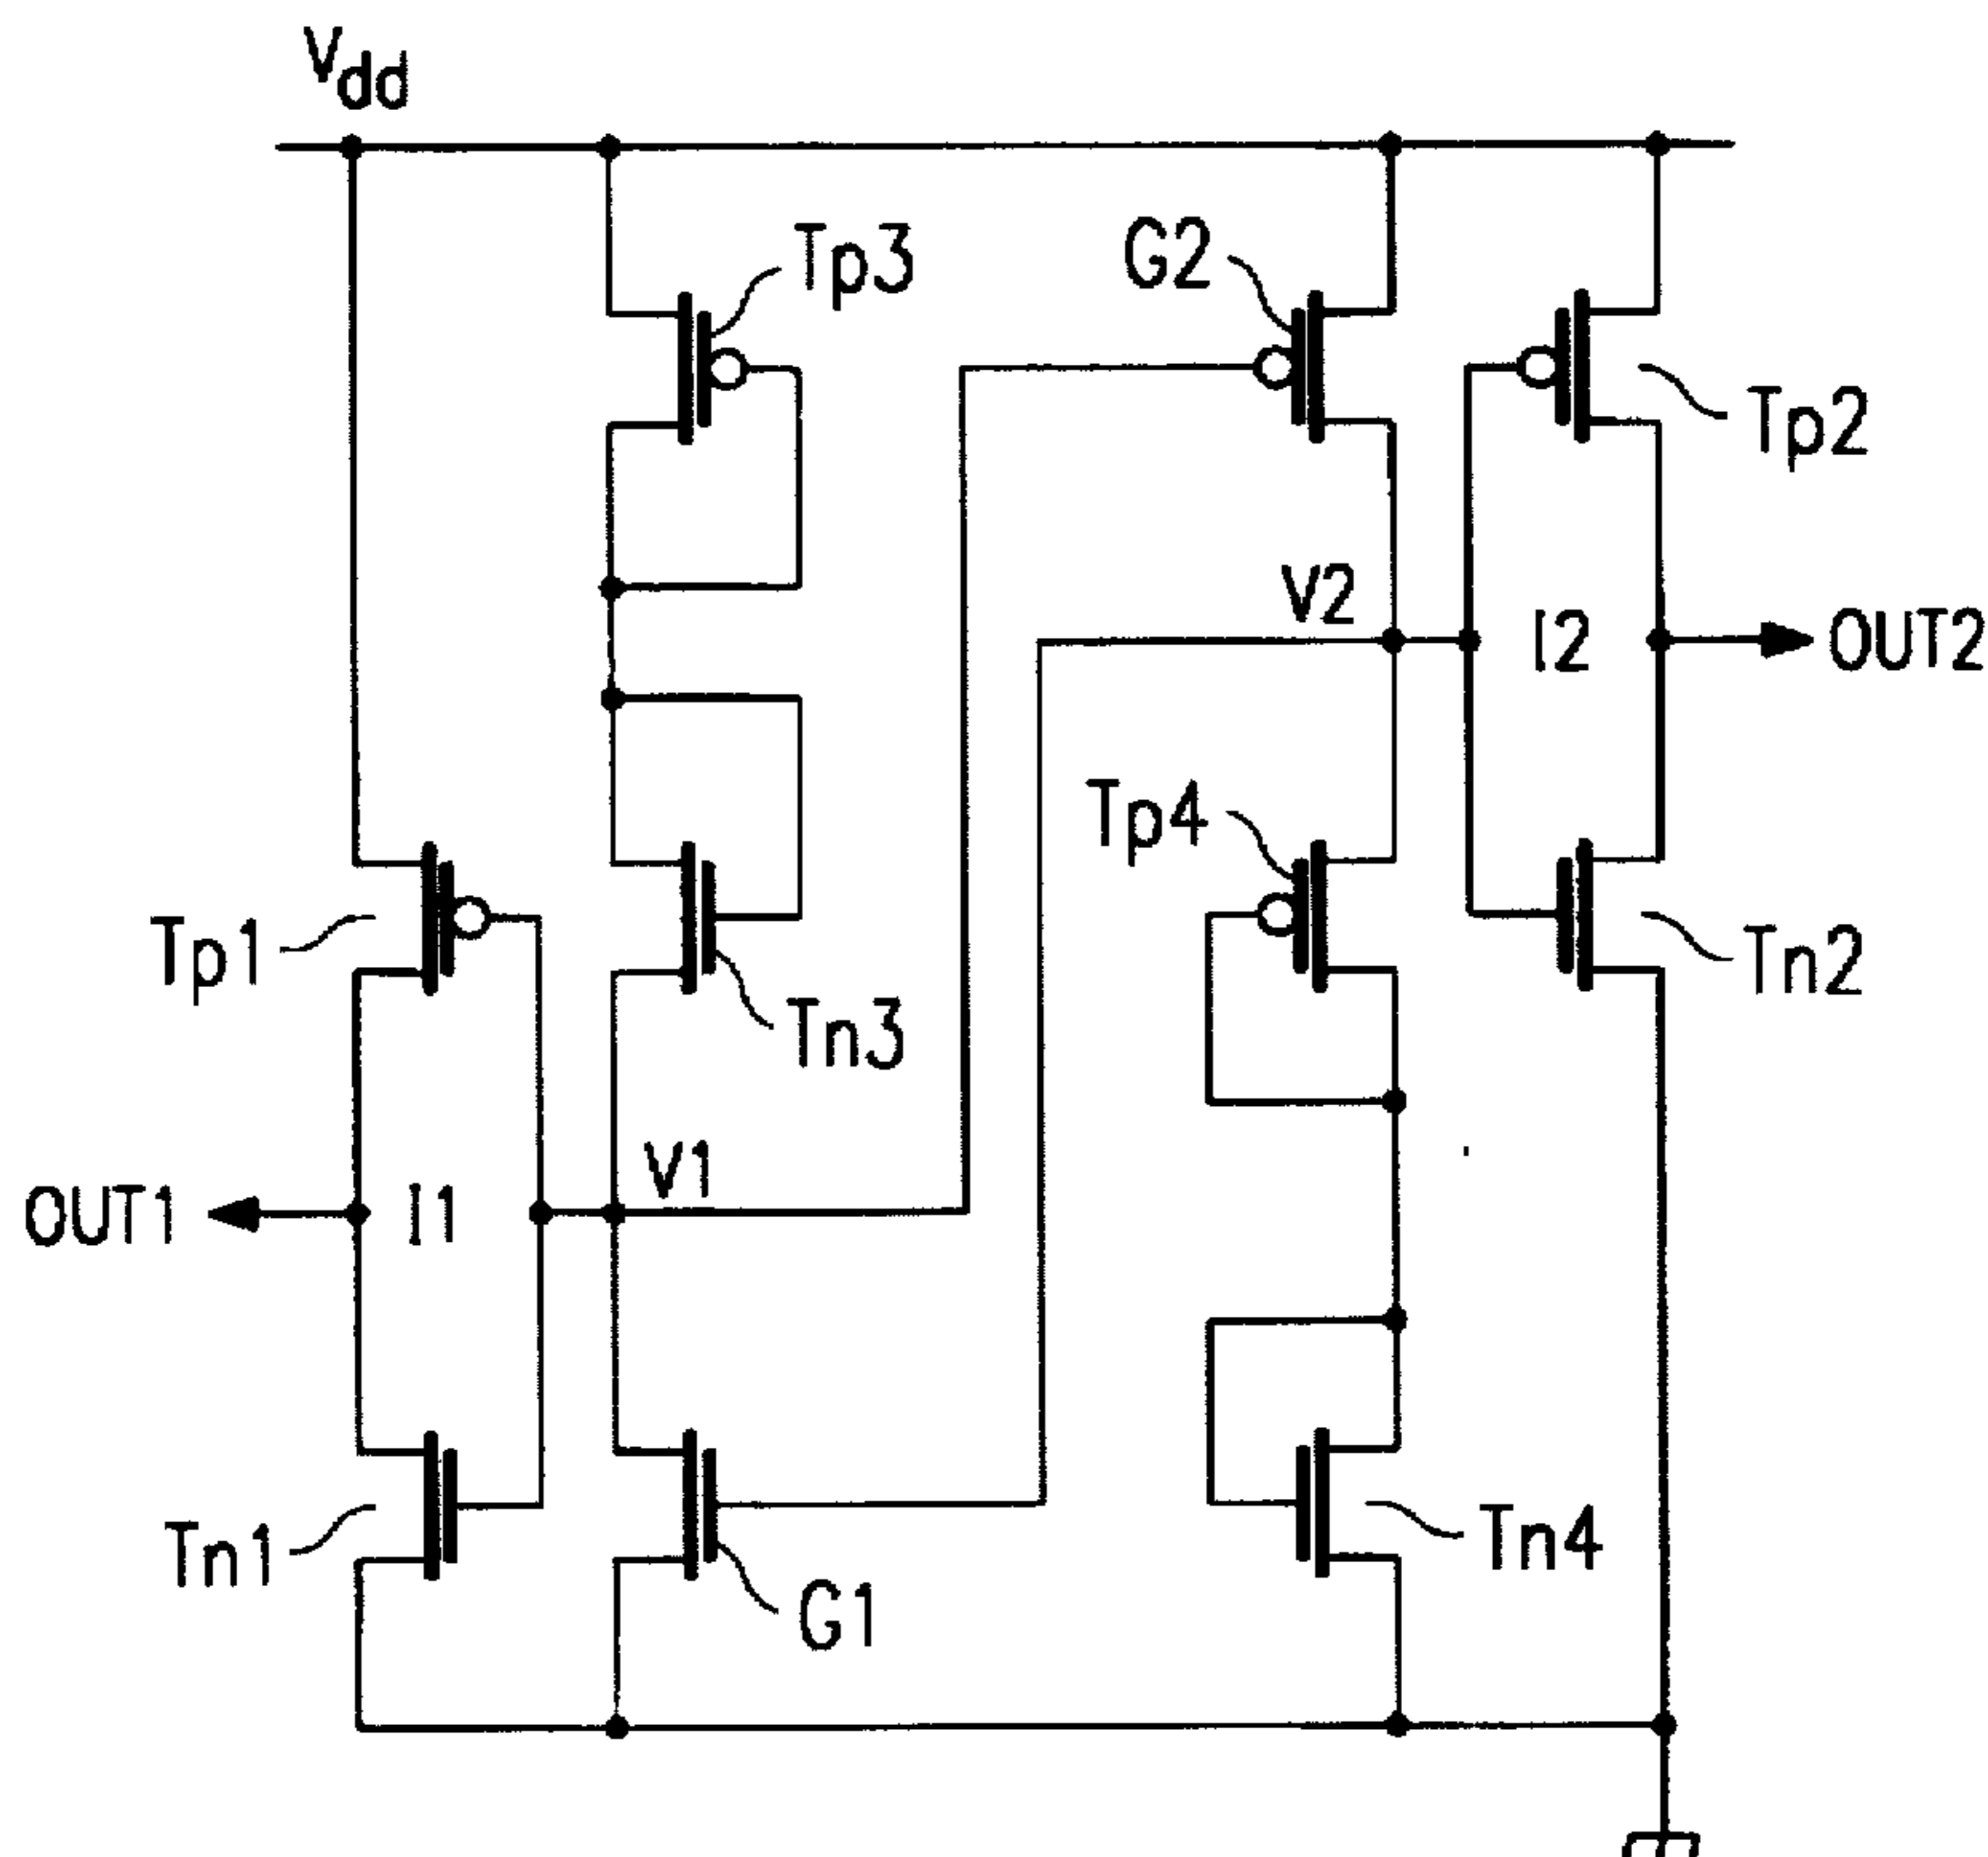 Vdd
Tp3
G2
Tp2
V2
I2
OUT2
Tp4
Tp1
Tn2
Tn3
V1
OUT1
I1
Tn1
Tn4
G1